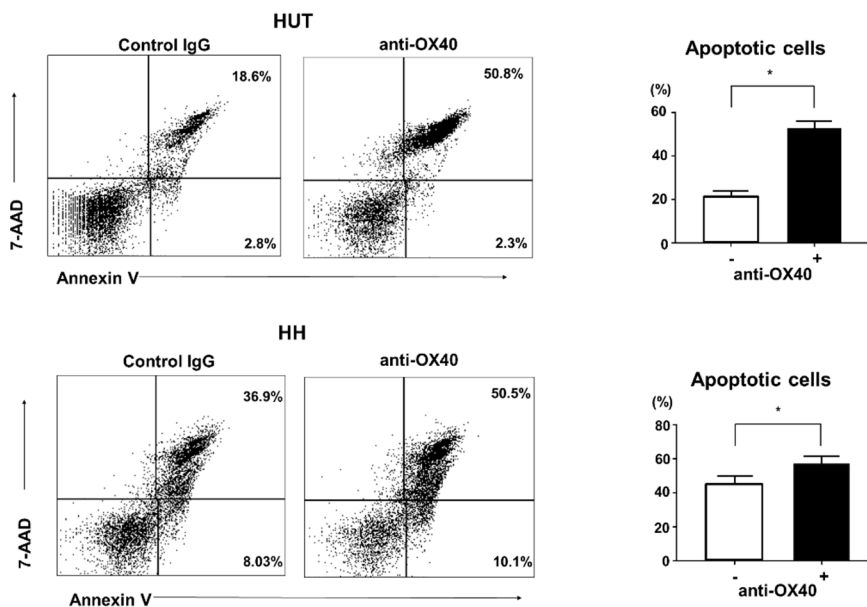 HUT
Control IgG
anti-OX40
18.6%
50.8%
2.8%
2.3%
7-AAD
Annexin V
Apoptotic cells
(%)
*
60
40
20
0
- +
anti-OX40
HH
Control IgG
anti-OX40
36.9%
50.5%
8.03%
10.1%
7-AAD
Annexin V
Apoptotic cells
(%)
*
80
60
40
20
0
- +
anti-OX40